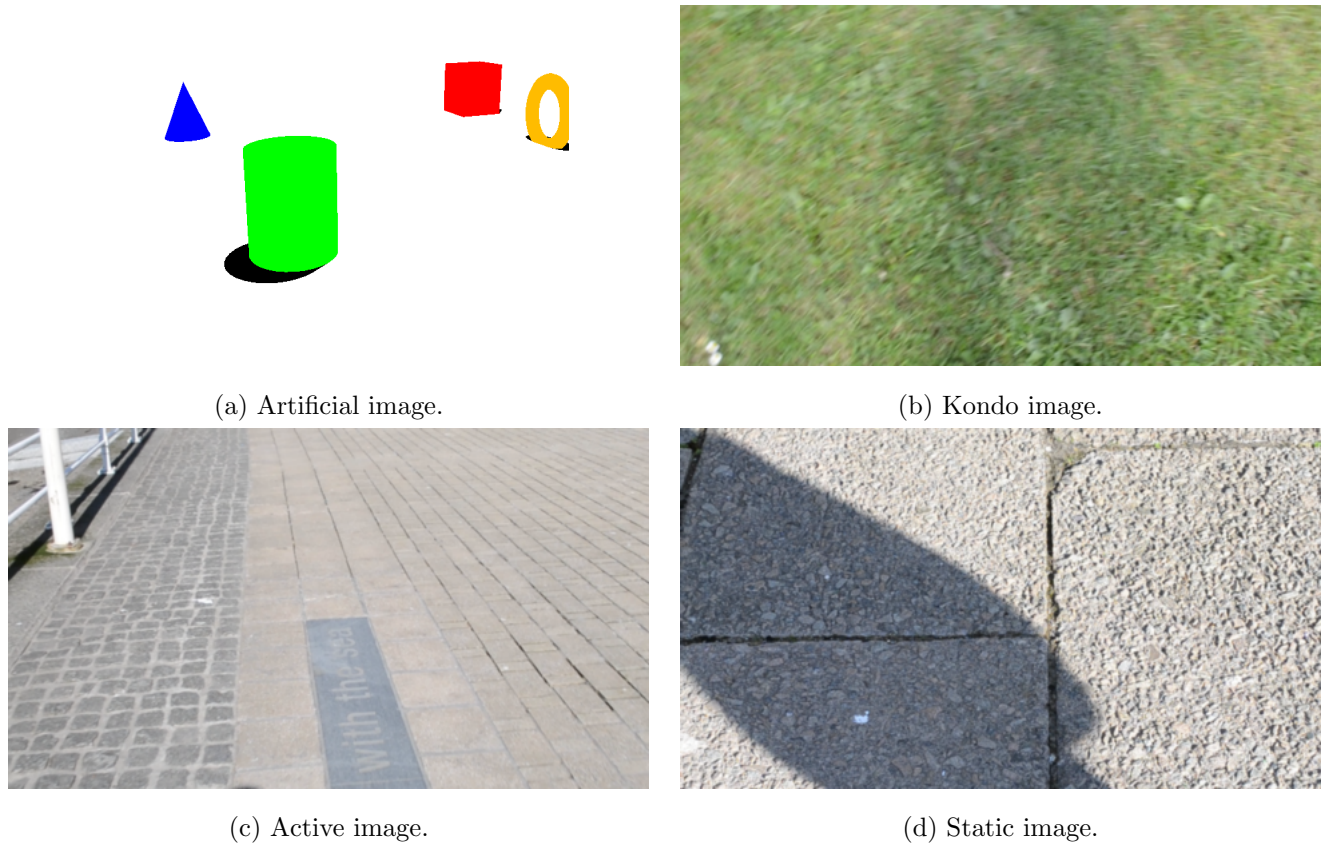 (a) Artificial image.
(b) Kondo image.
with the sea
(c) Active image.
(d) Static image.